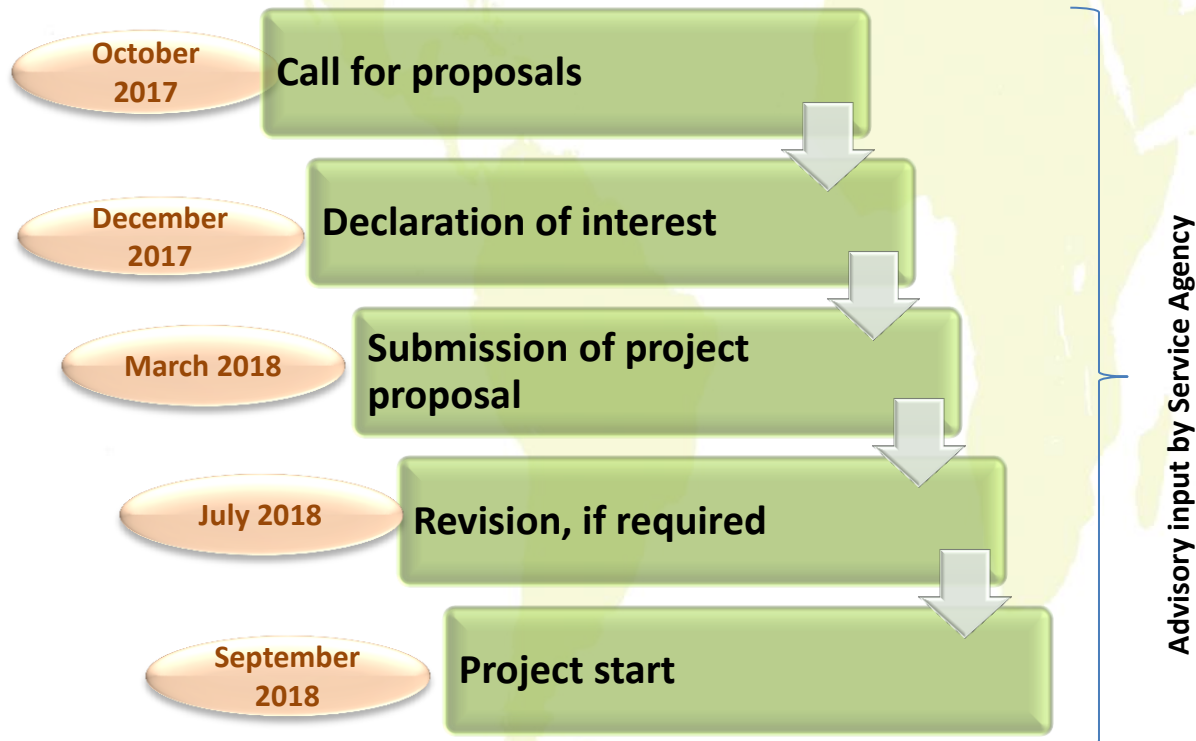 October
2017
Call for proposals
December
2017
Declaration of interest
March 2018
Submission of project
proposal
July 2018
Revision, if required
September
2018
Project start
Advisory input by Service Agency